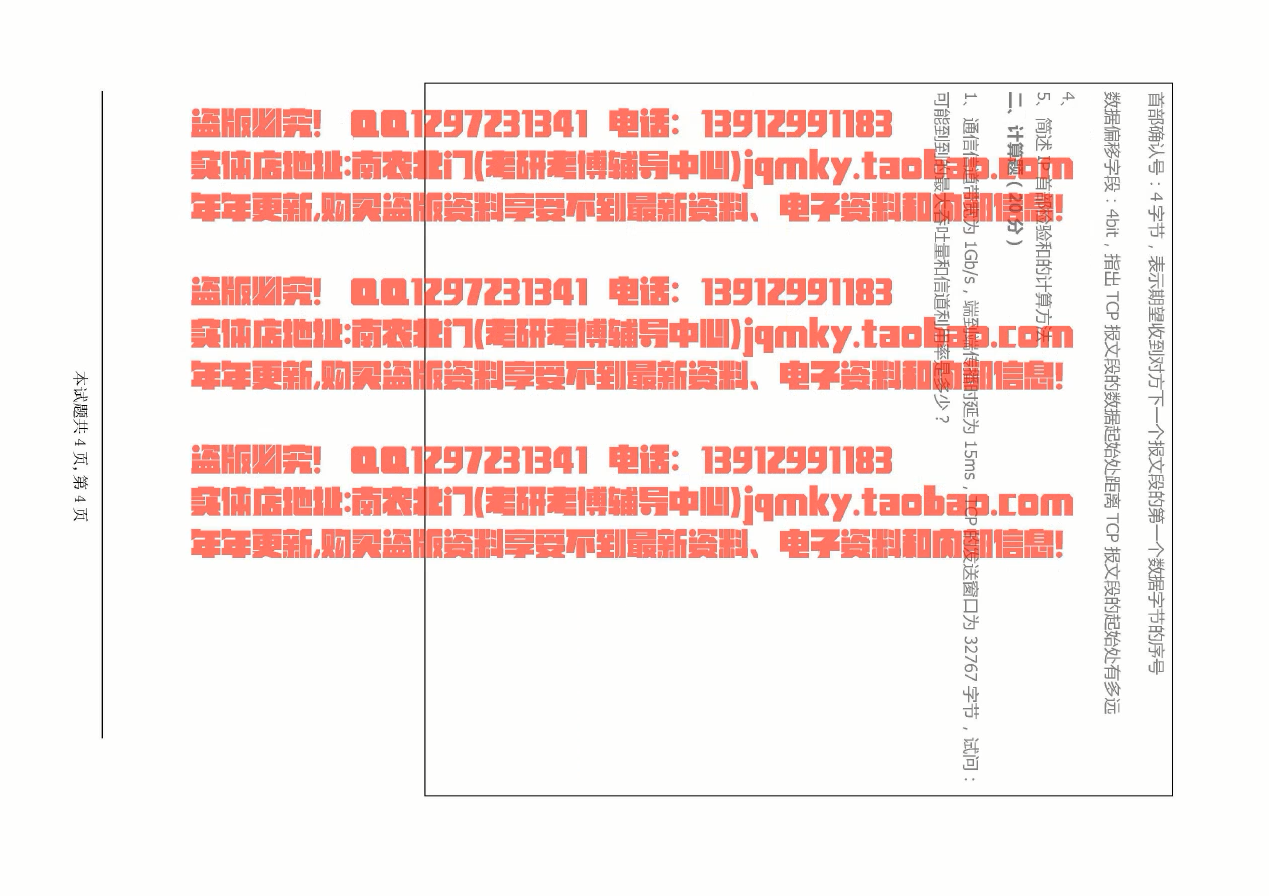 首部确认号：4 字节，表示期望收到对方下一个报文段的第一个数据字节的序号
数据偏移字段：4bit，指出 TCP 报文段的数据起始处距离 TCP 报文段的起始处有多远
4、
5、简述 IP 首部检验和的计算方法
二、计算题（20 分）
1、通信信道带宽为 1Gb/s，端到端传播时延为 15ms，TCP 的发送窗口为 32767 字节，试问：
可能到到的最大吞吐量和信道利用率是多少？
盗版必究! QQ1297231341 电话：13912991183
实体店地址:南农北门(考研考博辅导中心)jqmky.taobao.com
年年更新,购买盗版资料享受不到最新资料、电子资料和内部信息!
盗版必究! QQ1297231341 电话：13912991183
实体店地址:南农北门(考研考博辅导中心)jqmky.taobao.com
年年更新,购买盗版资料享受不到最新资料、电子资料和内部信息!
盗版必究! QQ1297231341 电话：13912991183
实体店地址:南农北门(考研考博辅导中心)jqmky.taobao.com
年年更新,购买盗版资料享受不到最新资料、电子资料和内部信息!
本试题共 4 页, 第 4 页